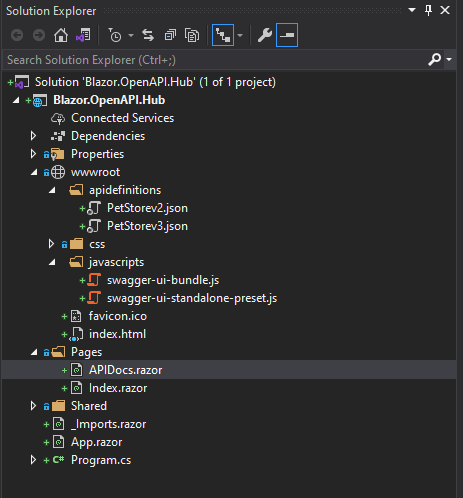 Solution Explorer
Search Solution Explorer (Ctrl+;)
Solution 'Blazor.OpenAPI.Hub' (1 of 1 project)
Blazor.OpenAPI.Hub
Connected Services
Dependencies
Properties
wwwroot
apidefinitions
PetStorev2.json
PetStorev3.json
css
javascripts
swagger-ui-bundle.js
swagger-ui-standalone-preset.js
favicon.ico
index.html
Pages
APIDocs.razor
Index.razor
Shared
_Imports.razor
App.razor
C# Program.cs